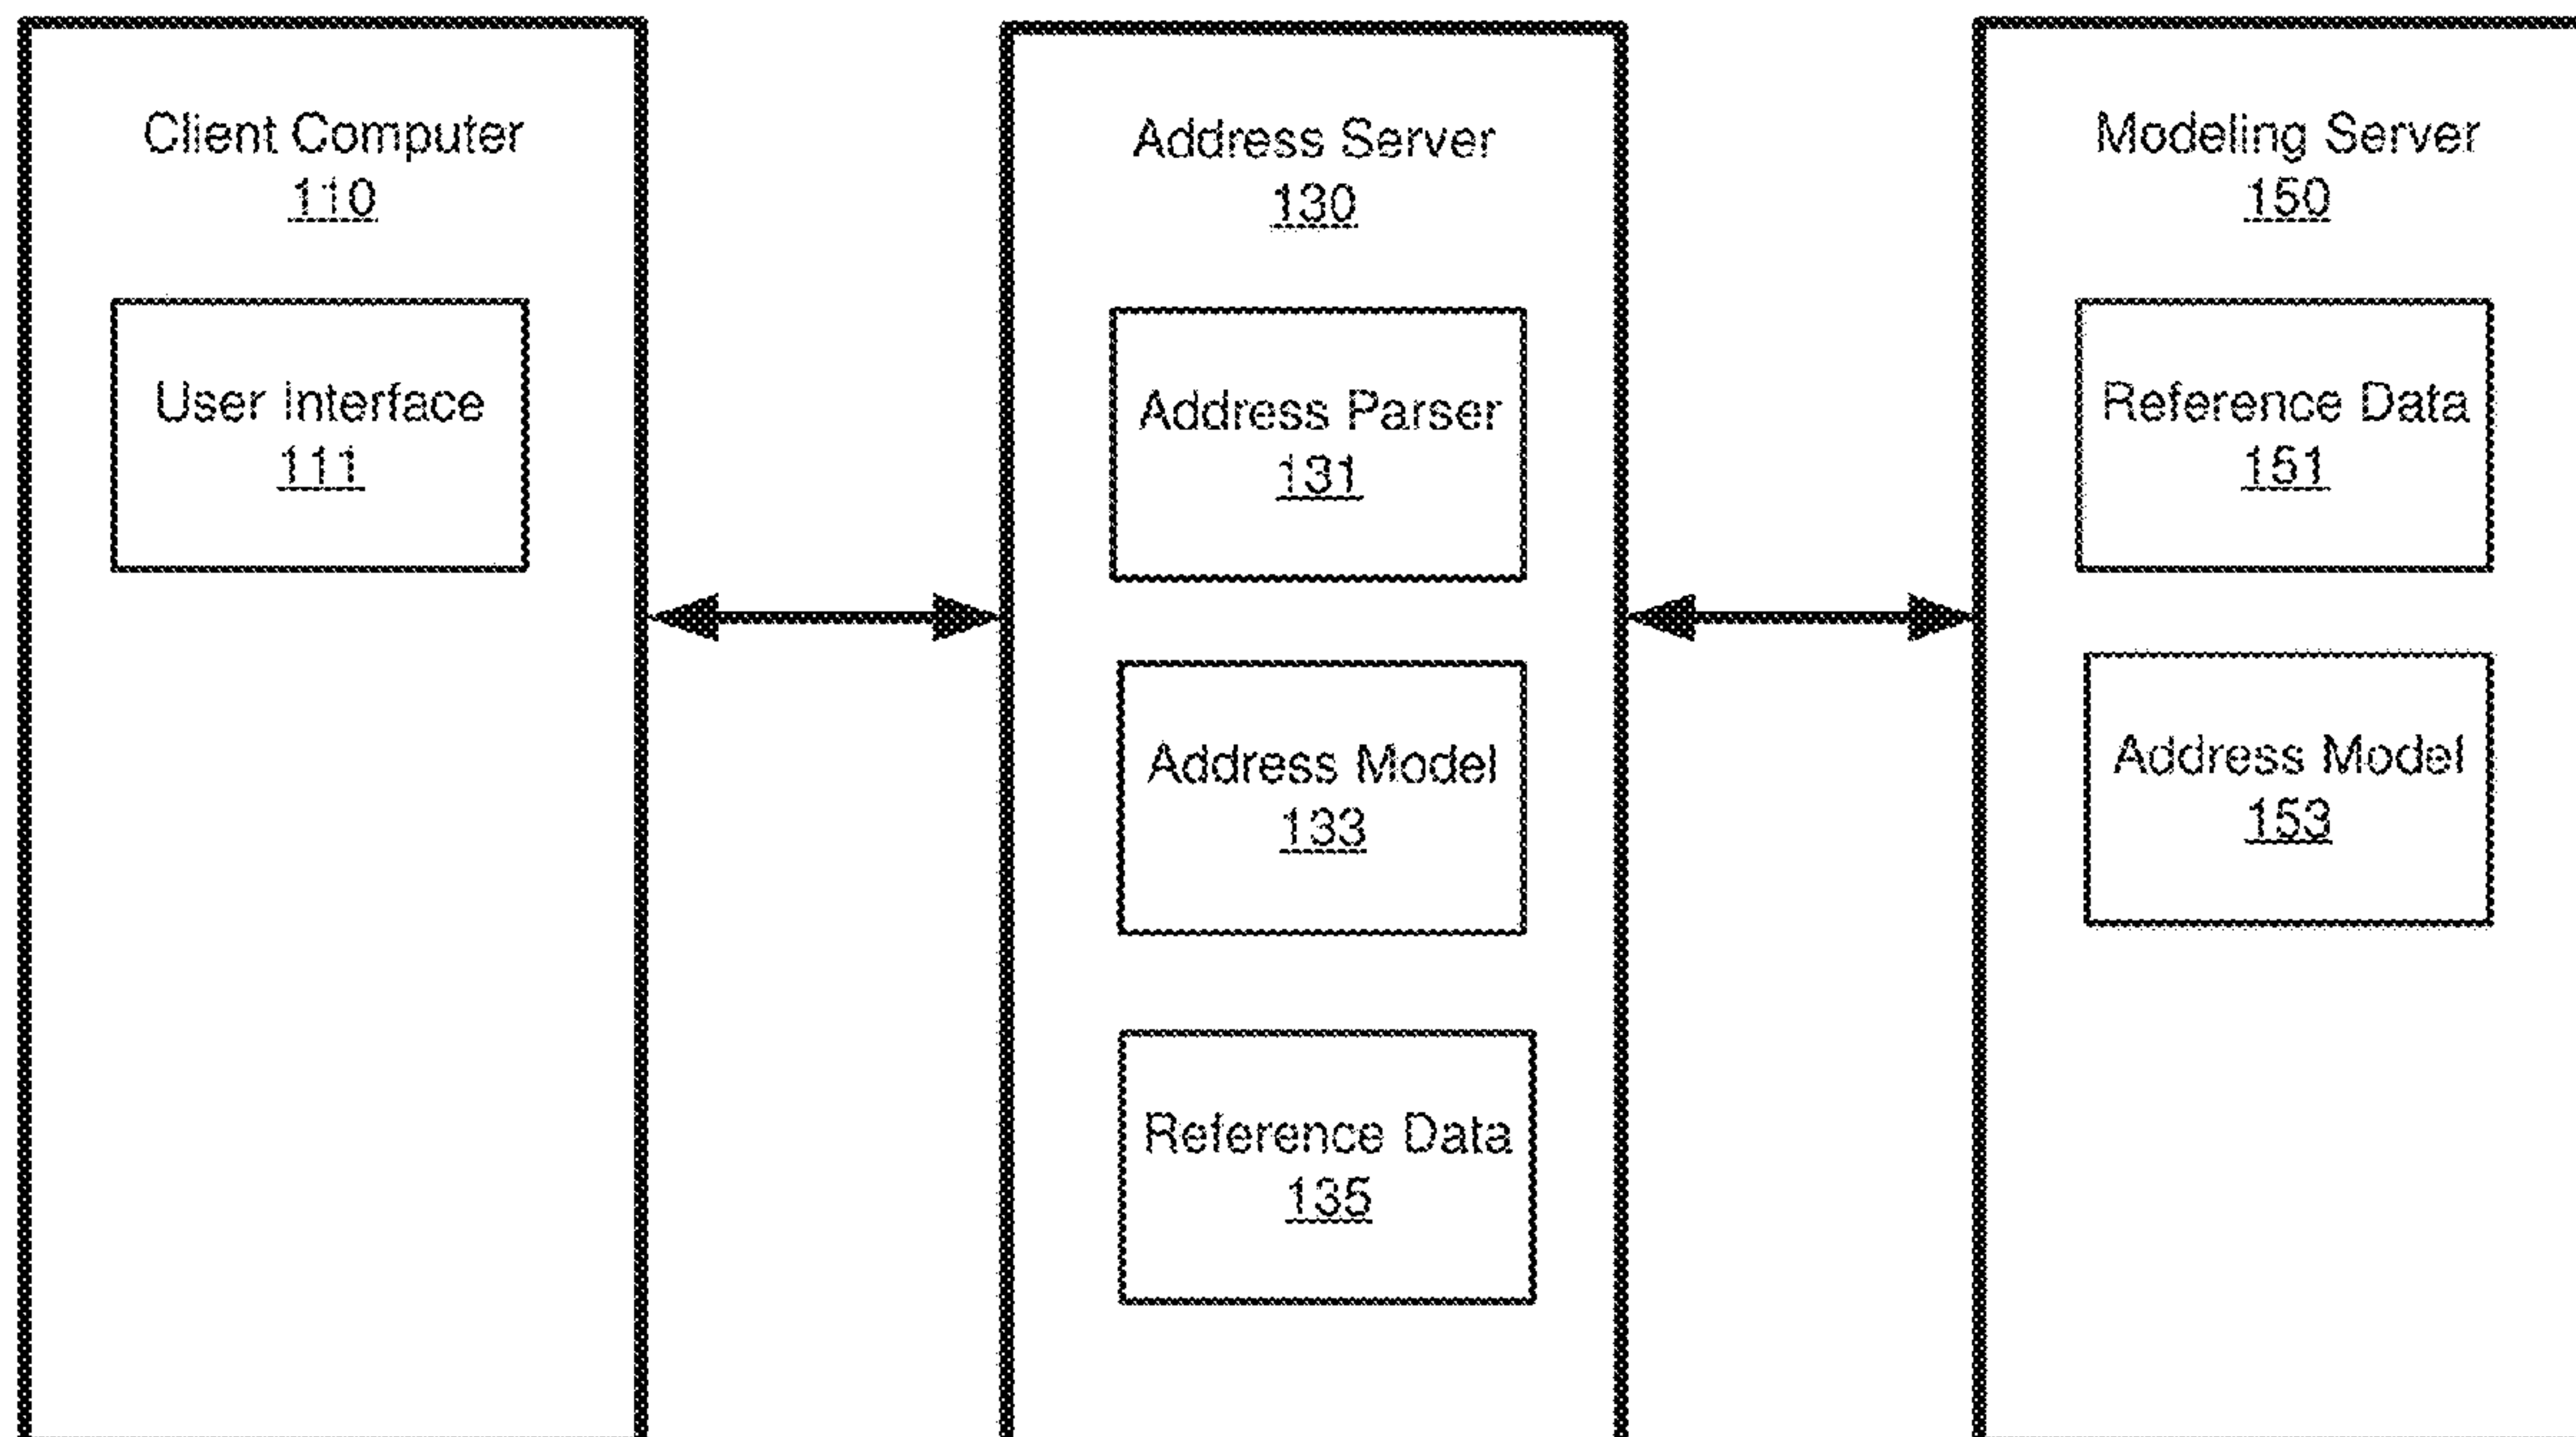 Client Computer
110
User Interface
111
Address Server
130
Address Parser
131
Address Model
133
Reference Data
135
Modeling Server
150
Reference Data
151
Address Model
153